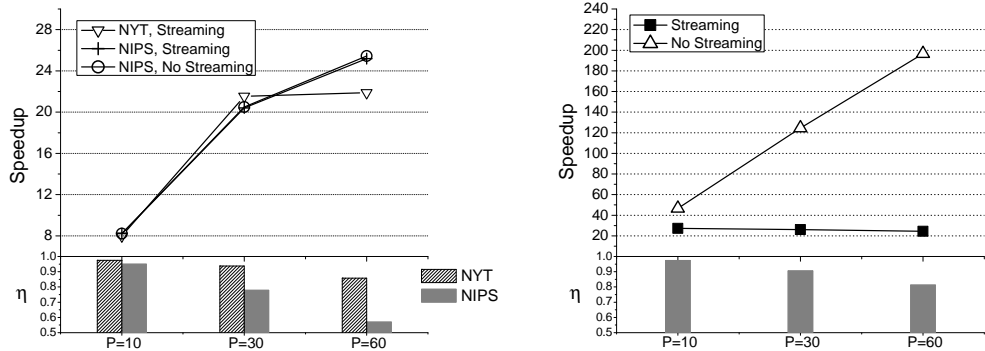 28
24
20
16
12
8
Speedup
NYT, Streaming
NIPS, Streaming
NIPS, No Streaming
1.0
0.9
0.8
0.7
0.6
0.5
η
NYT
NIPS
P=10 P=30 P=60
240
220
200
180
160
140
120
100
80
60
40
20
Speedup
Streaming
No Streaming
1.0
0.9
0.8
0.7
0.6
0.5
η
P=10 P=30 P=60